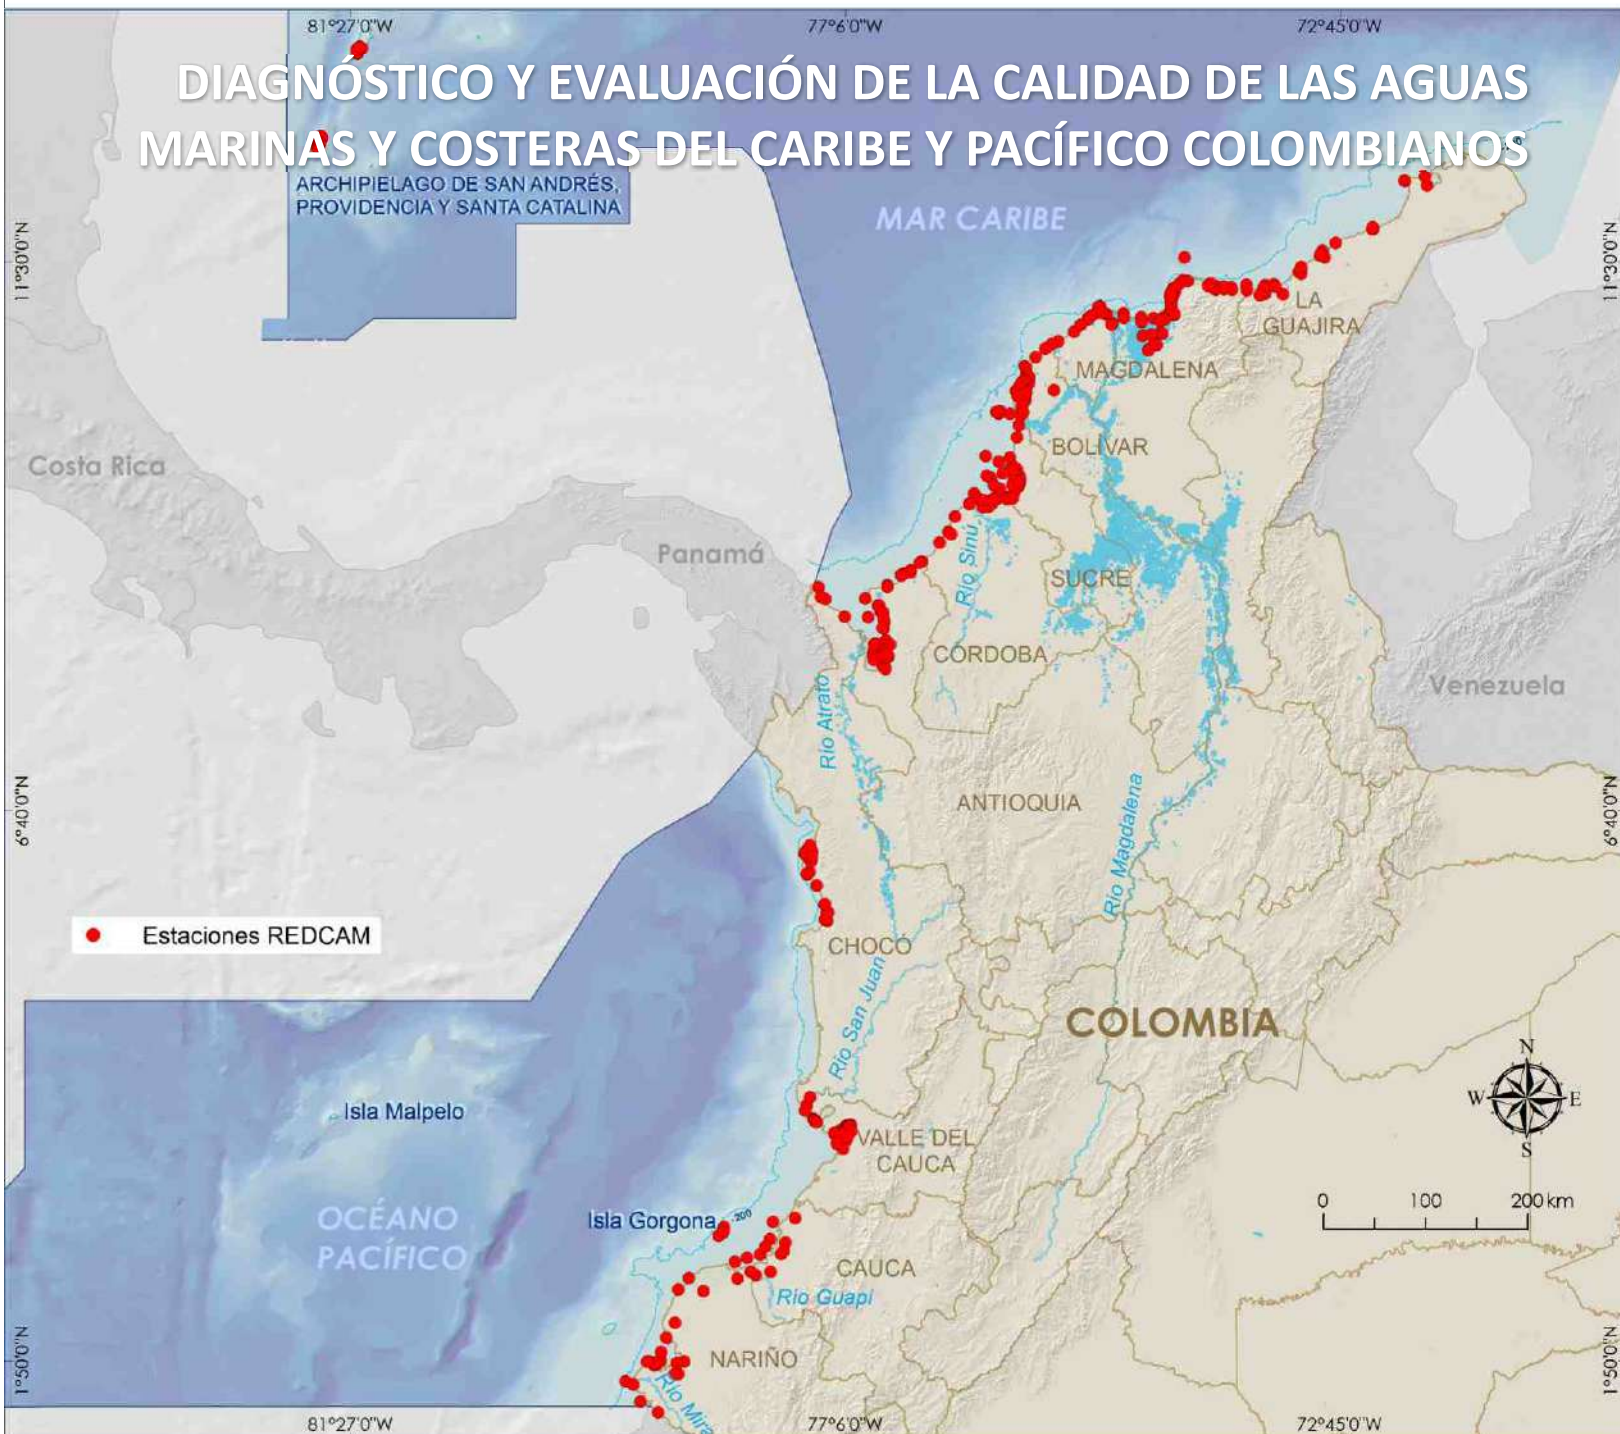 81°27'0"W
77°6'0"W
72°45'0"W
DIAGNÓSTICO Y EVALUACIÓN DE LA CALIDAD DE LAS AGUAS
MARINAS Y COSTERAS DEL CARIBE Y PACÍFICO COLOMBIANOS
ARCHIPIELAGO DE SAN ANDRÉS,
PROVIDENCIA Y SANTA CATALINA
MAR CARIBE
11°30'0"N
11°30'0"N
LA
GUAJIRA
MAGDALENA
BOLÍVAR
Costa Rica
Panamá
Río Sinú
SUCRE
CÓRDOBA
Venezuela
Río Atrato
6°40'0"N
6°40'0"N
ANTIOQUIA
Río Magdalena
Estaciones REDCAM
CHOCÓ
Río San Juan
COLOMBIA
N
W
E
S
Isla Malpelo
VALLE DEL
CAUCA
0
100
200 km
OCÉANO
PACÍFICO
Isla Gorgona
-200
CAUCA
Río Guapi
NARIÑO
Río Mira
1°50'0"N
1°50'0"N
81°27'0"W
77°6'0"W
72°45'0"W